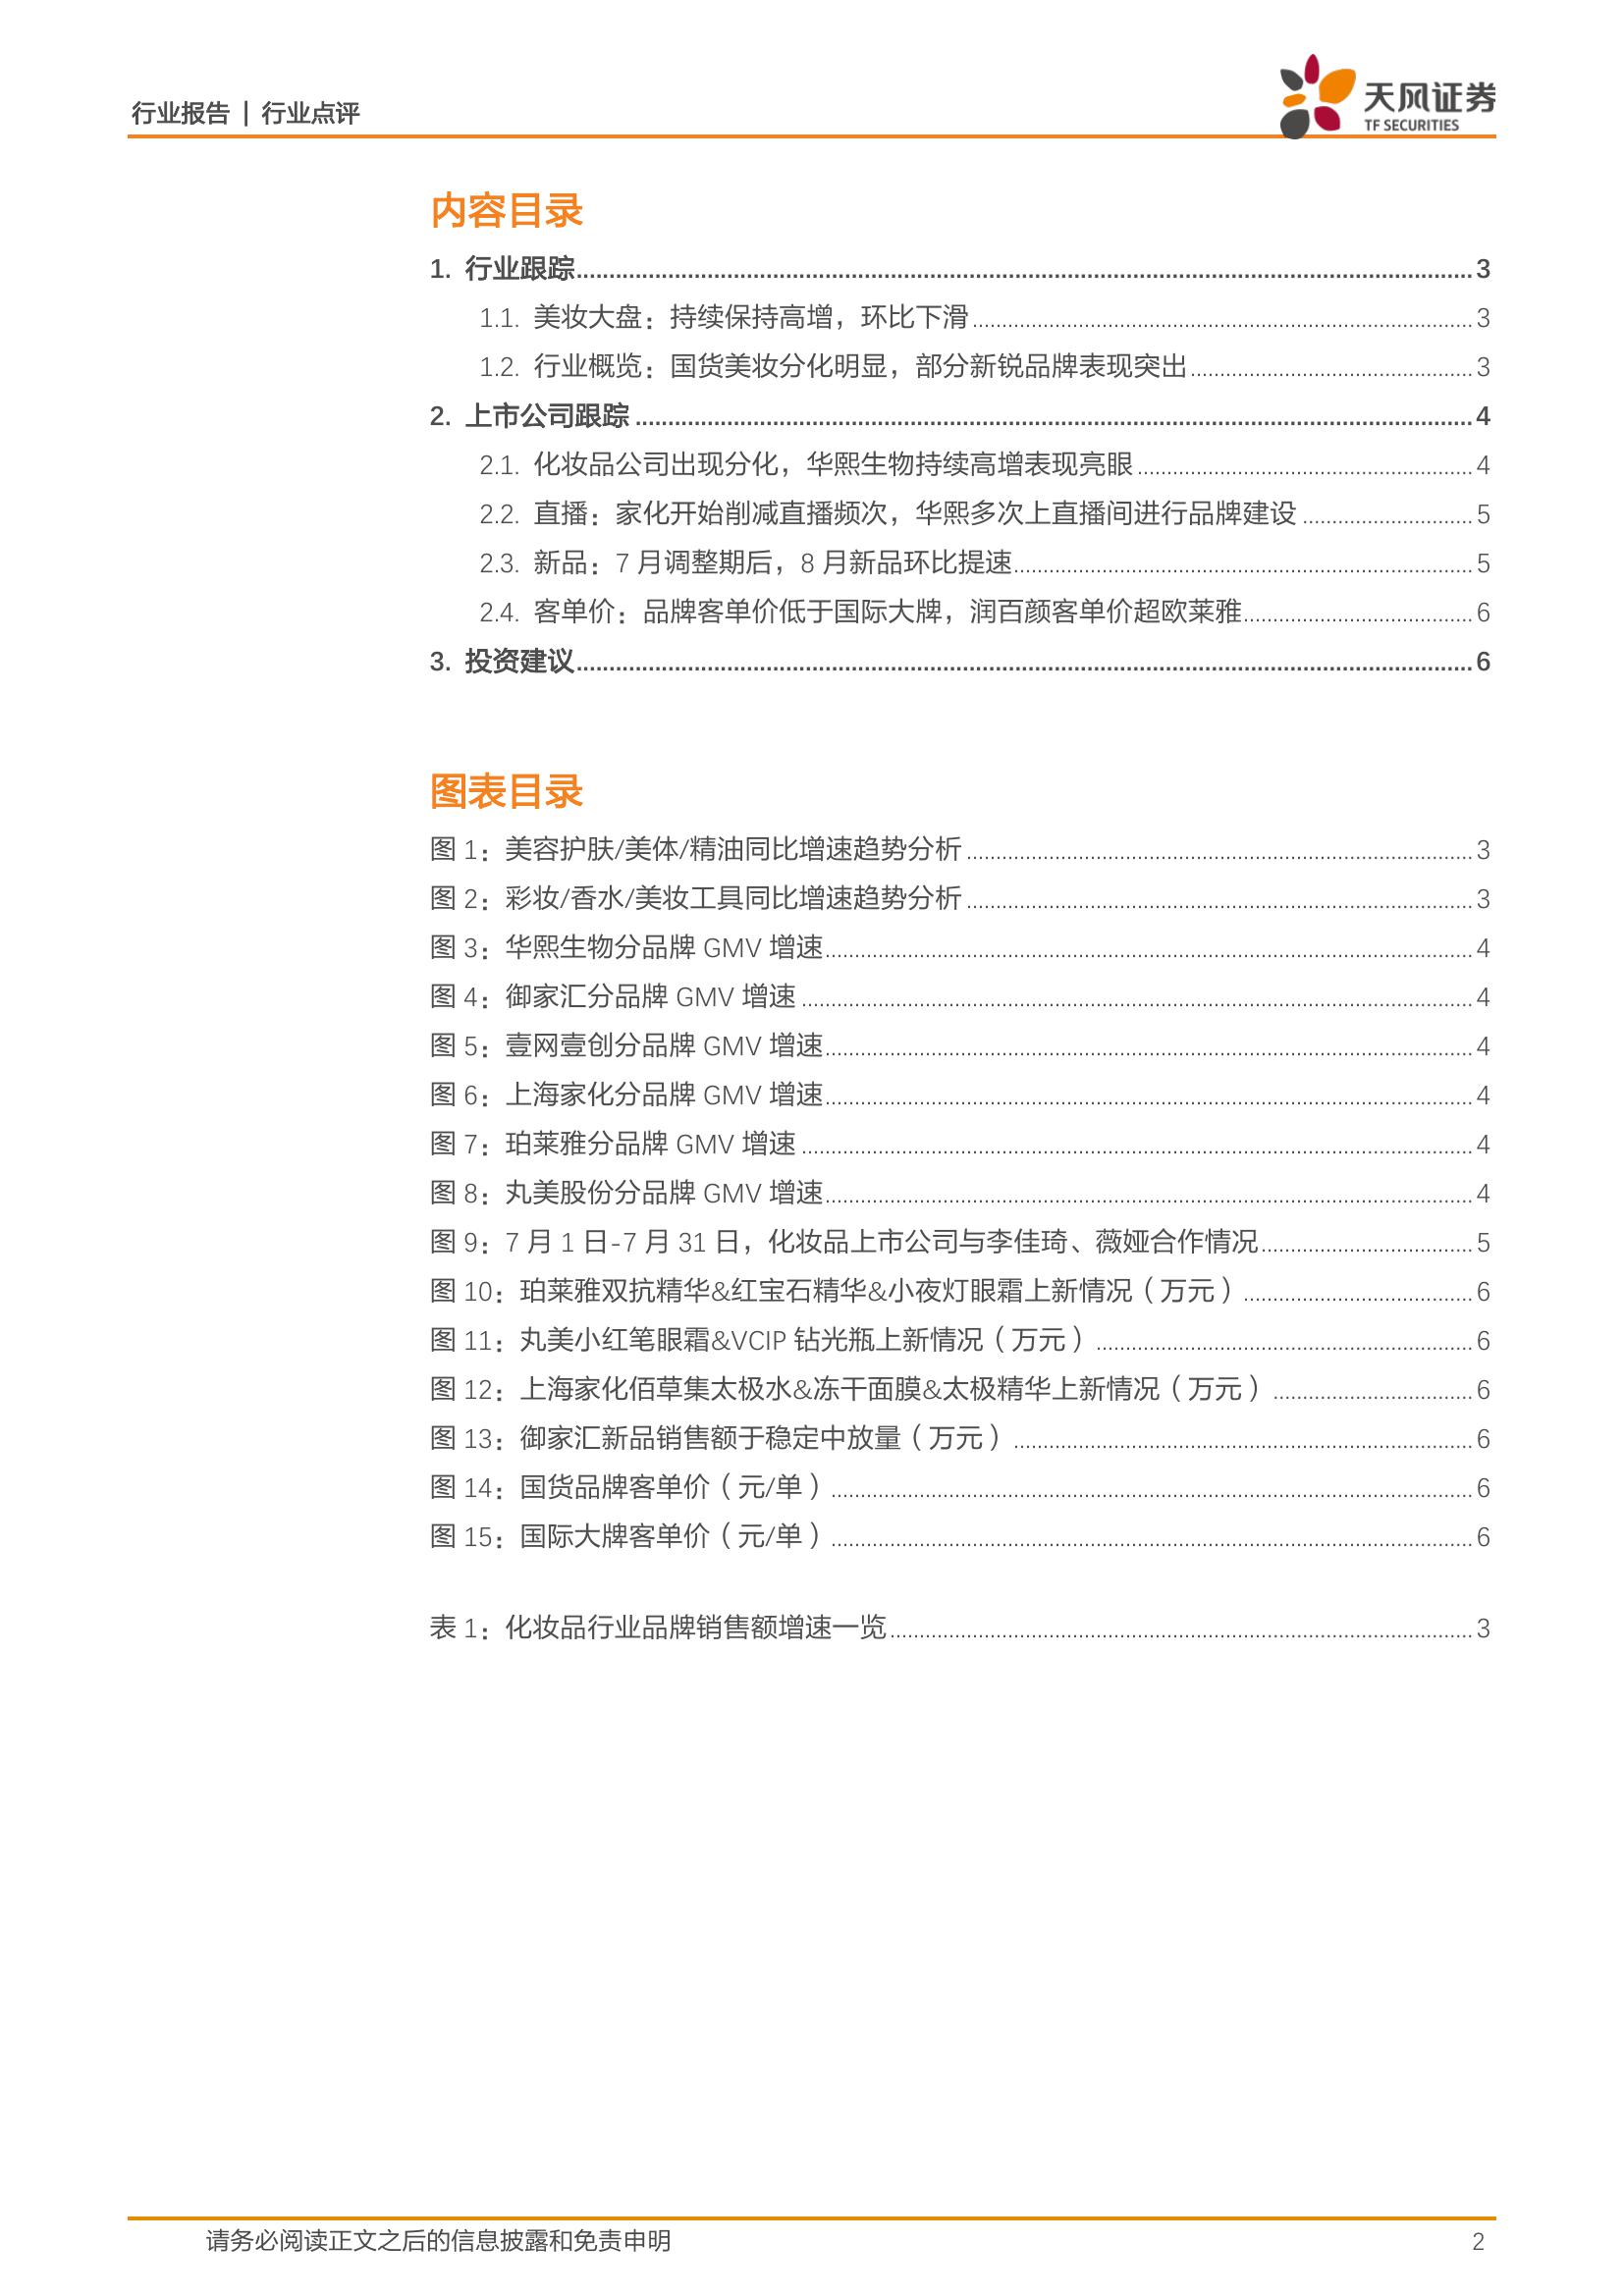 行业报告 | 行业点评
天风证券
TF SECURITIES
内容目录
1. 行业跟踪 3
1.1. 美妆大盘：持续保持高增，环比下滑 3
1.2. 行业概览：国货美妆分化明显，部分新锐品牌表现突出 3
2. 上市公司跟踪 4
2.1. 化妆品公司出现分化，华熙生物持续高增表现亮眼 4
2.2. 直播：家化开始削减直播频次，华熙多次上直播间进行品牌建设 5
2.3. 新品：7 月调整期后，8 月新品环比提速 5
2.4. 客单价：品牌客单价低于国际大牌，润百颜客单价超欧莱雅 6
3. 投资建议 6
图表目录
图 1：美容护肤/美体/精油同比增速趋势分析 3
图 2：彩妆/香水/美妆工具同比增速趋势分析 3
图 3：华熙生物分品牌 GMV 增速 4
图 4：御家汇分品牌 GMV 增速 4
图 5：壹网壹创分品牌 GMV 增速 4
图 6：上海家化分品牌 GMV 增速 4
图 7：珀莱雅分品牌 GMV 增速 4
图 8：丸美股份分品牌 GMV 增速 4
图 9：7 月 1 日-7 月 31 日，化妆品上市公司与李佳琦、薇娅合作情况 5
图 10：珀莱雅双抗精华&红宝石精华&小夜灯眼霜上新情况（万元） 6
图 11：丸美小红笔眼霜&VCIP 钻光瓶上新情况（万元） 6
图 12：上海家化佰草集太极水&冻干面膜&太极精华上新情况（万元） 6
图 13：御家汇新品销售额于稳定中放量（万元） 6
图 14：国货品牌客单价（元/单） 6
图 15：国际大牌客单价（元/单） 6
表 1：化妆品行业品牌销售额增速一览 3
请务必阅读正文之后的信息披露和免责申明 2